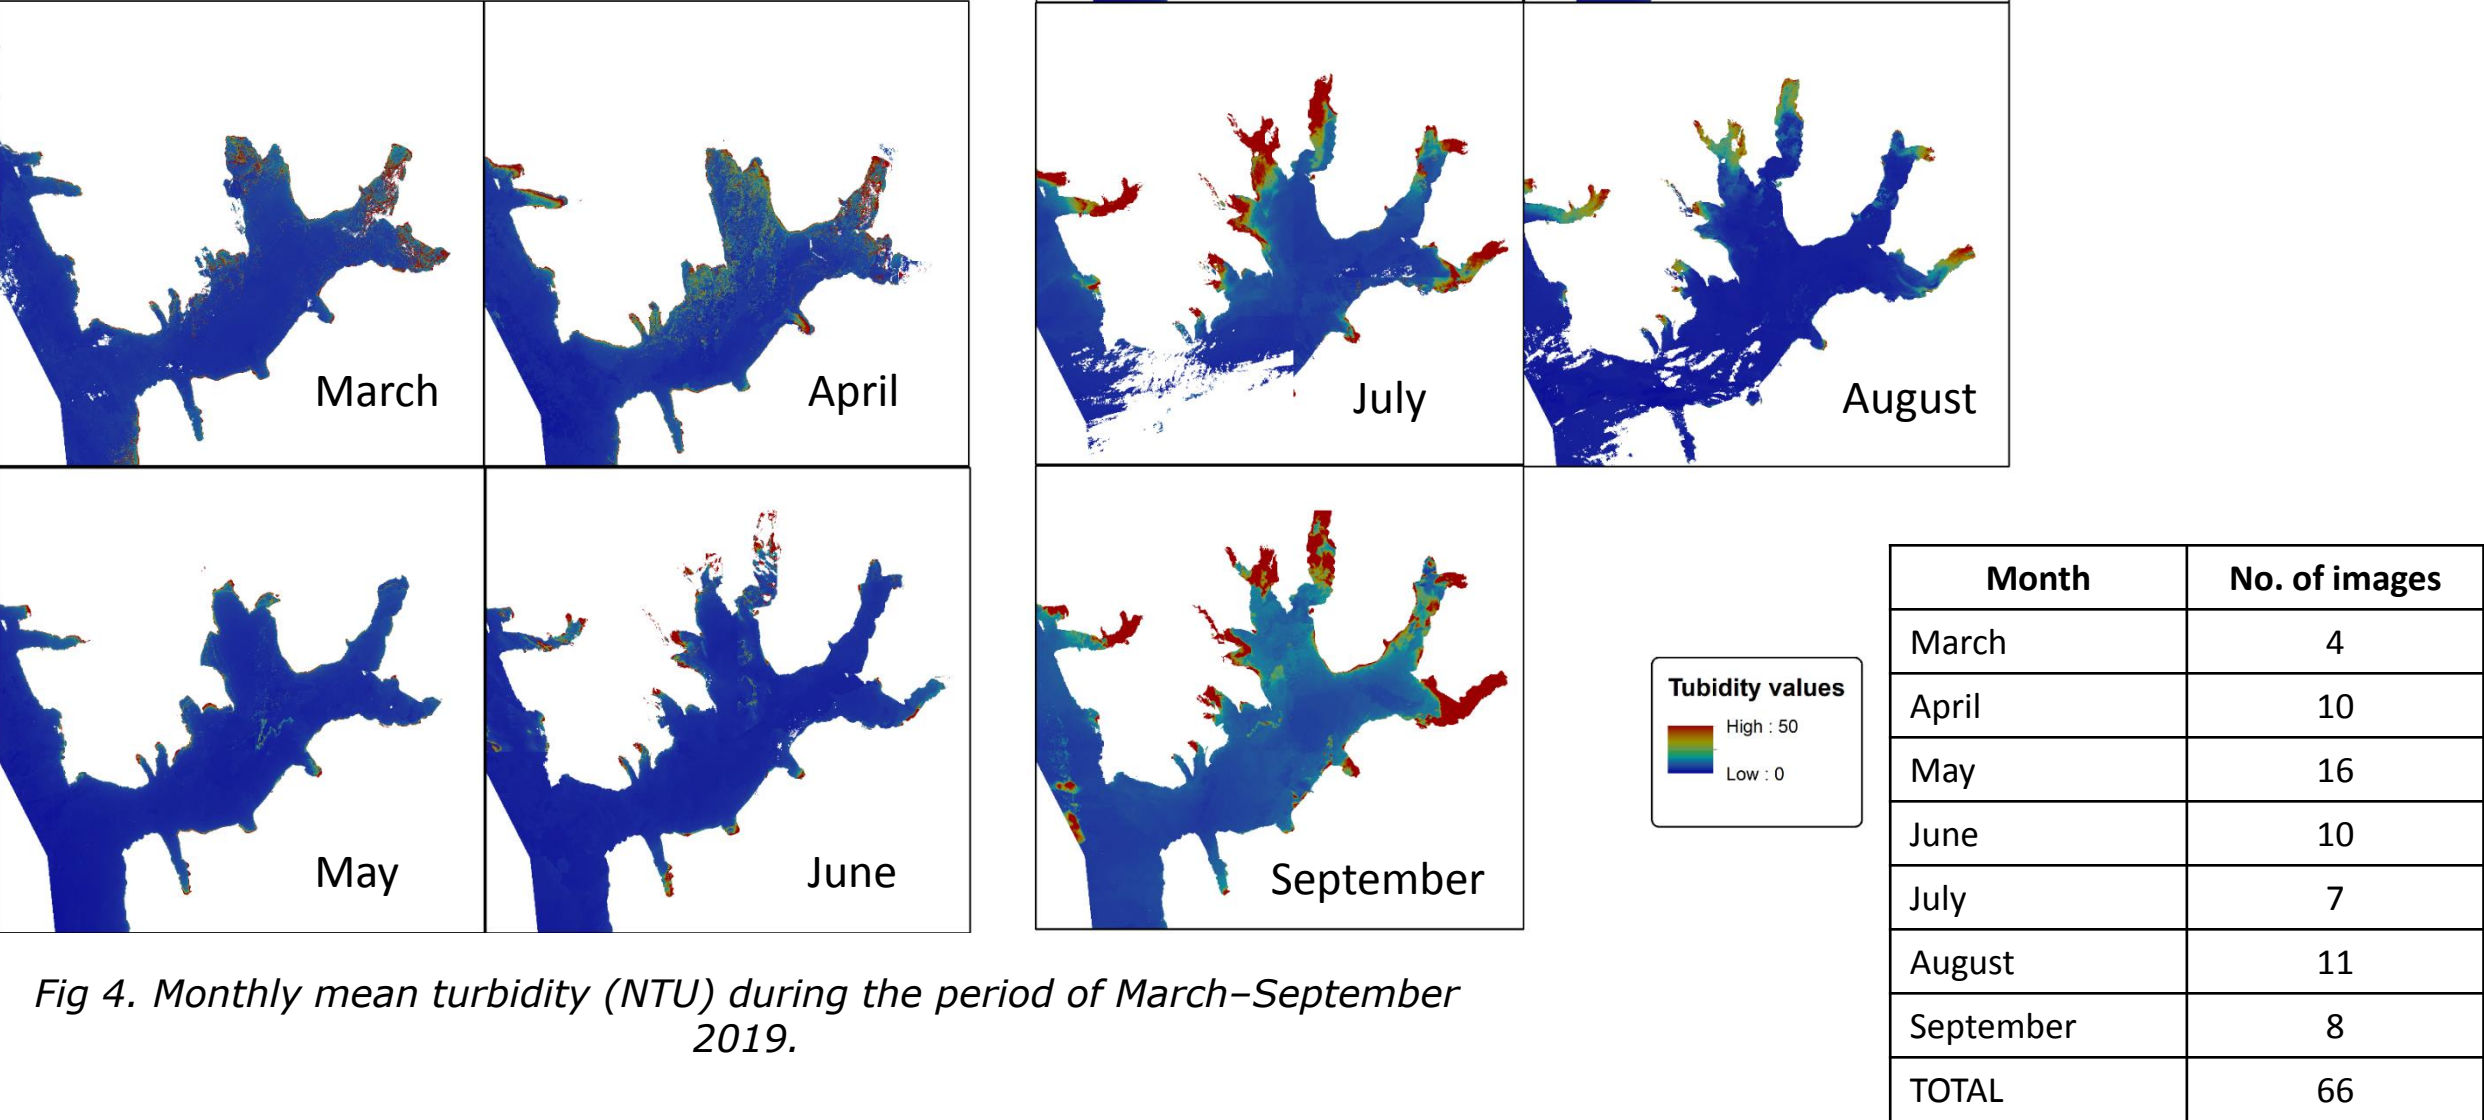 March
April
July
August
May
June
September
Tubidity values
High : 50
Low : 0
Month No. of images
March 4
April 10
May 16
June 10
July 7
August 11
September 8
TOTAL 66
Fig 4. Monthly mean turbidity (NTU) during the period of March–September
2019.